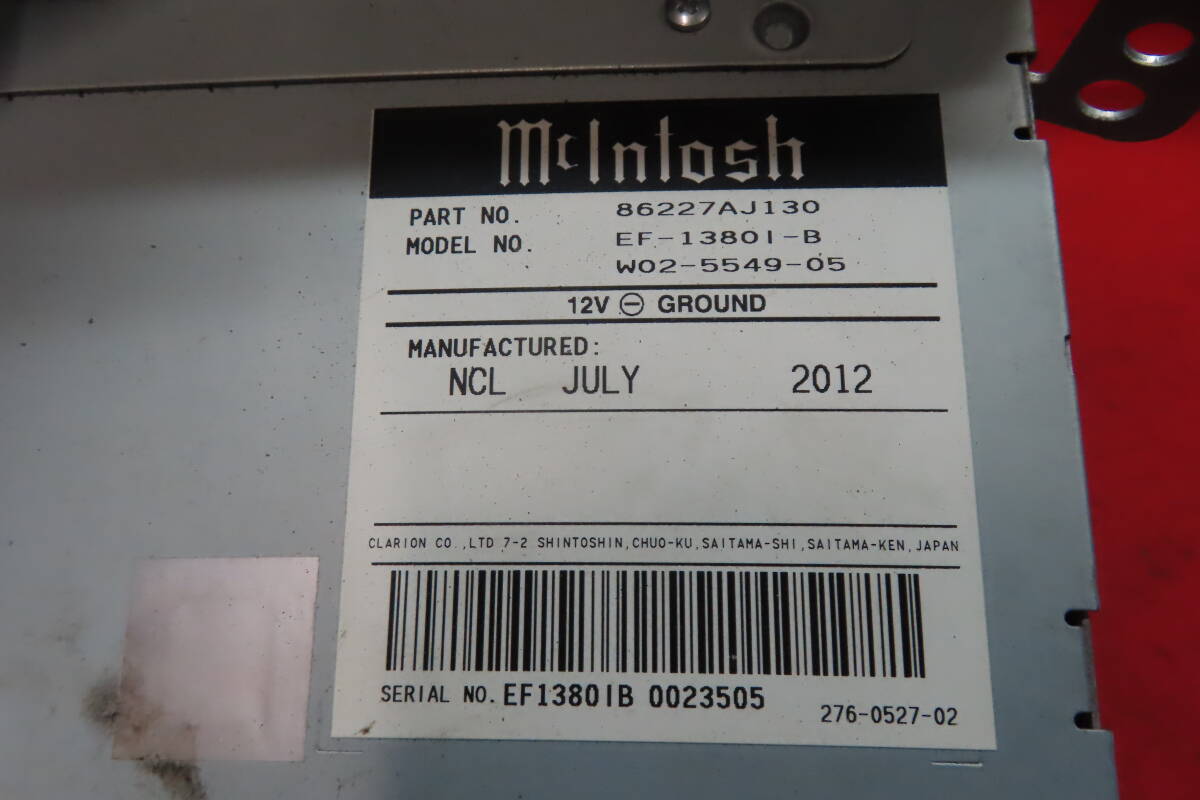 McIntosh
PART NO. 86227AJ130
MODEL NO. EF-1380I-B
W02-5549-05
12V ⊖ GROUND
MANUFACTURED:
NCL JULY 2012
CLARION CO.,LTD 7-2 SHINTOSHIN,CHUO-KU,SAITAMA-SHI,SAITAMA-KEN,JAPAN
SERIAL NO. EF1380IB 0023505
276-0527-02